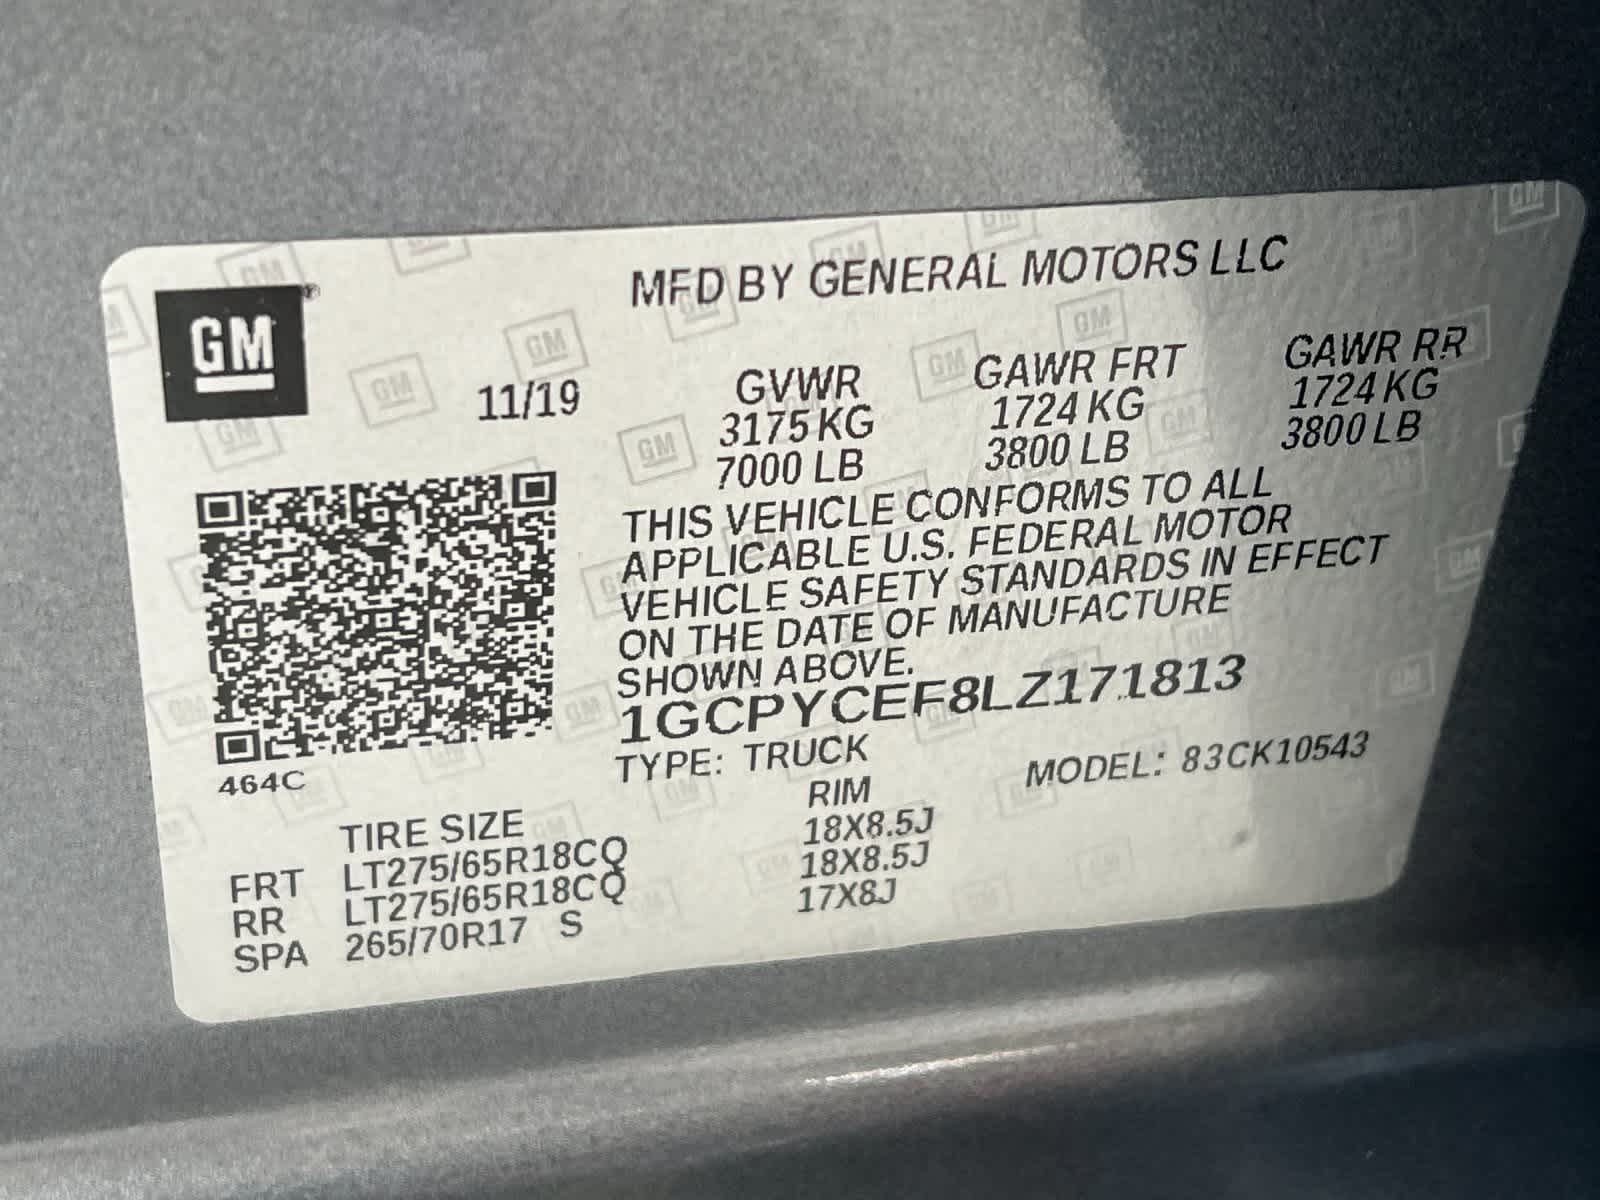 GM
MFD BY GENERAL MOTORS LLC
11/19
GVWR GAWR FRT GAWR RR
3175 KG 1724 KG 1724 KG
7000 LB 3800 LB 3800 LB
THIS VEHICLE CONFORMS TO ALL
APPLICABLE U.S. FEDERAL MOTOR
VEHICLE SAFETY STANDARDS IN EFFECT
ON THE DATE OF MANUFACTURE
SHOWN ABOVE.
1GCPYCEF8LZ171813
464C
TYPE: TRUCK MODEL: 83CK10543
TIRE SIZE RIM
FRT LT275/65R18CQ 18X8.5J
RR LT275/65R18CQ 18X8.5J
SPA 265/70R17 S 17X8J